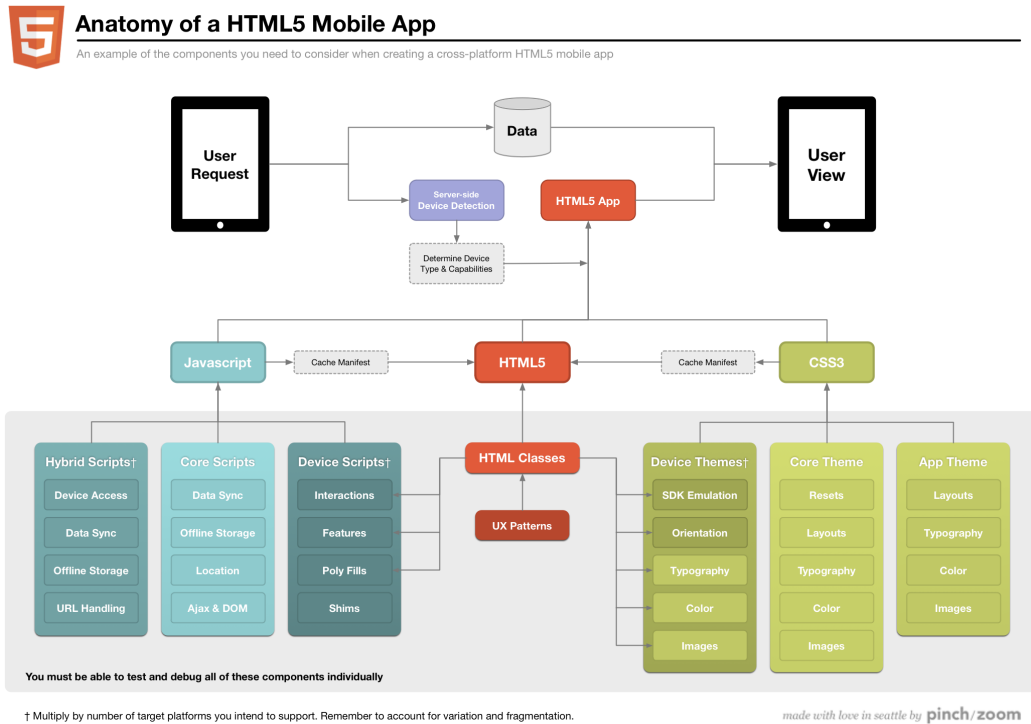 Anatomy of a HTML5 Mobile App
An example of the components you need to consider when creating a cross-platform HTML5 mobile app
User
Request
Data
User
View
Server-side
Device Detection
HTML5 App
Determine Device
Type & Capabilities
Javascript
Cache Manifest
HTML5
Cache Manifest
CSS3
Hybrid Scripts†
Device Access
Data Sync
Offline Storage
URL Handling
Core Scripts
Data Sync
Offline Storage
Location
Ajax & DOM
Device Scripts†
Interactions
Features
Poly Fills
Shims
HTML Classes
UX Patterns
Device Themes†
SDK Emulation
Orientation
Typography
Color
Images
Core Theme
Resets
Layouts
Typography
Color
Images
App Theme
Layouts
Typography
Color
Images
You must be able to test and debug all of these components individually
† Multiply by number of target platforms you intend to support. Remember to account for variation and fragmentation.
made with love in seattle by pinch/zoom